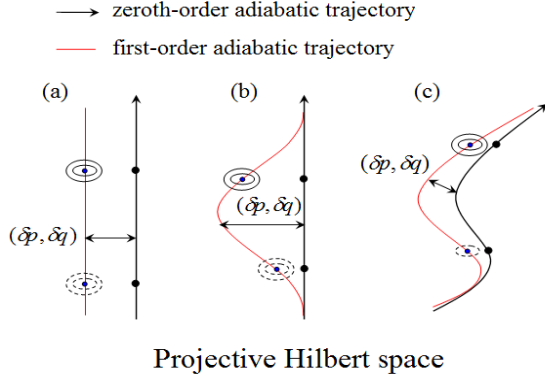 zeroth-order adiabatic trajectory
first-order adiabatic trajectory
(a) (b) (c)
(δp, δq)
(δp, δq)
(δp, δq)
Projective Hilbert space